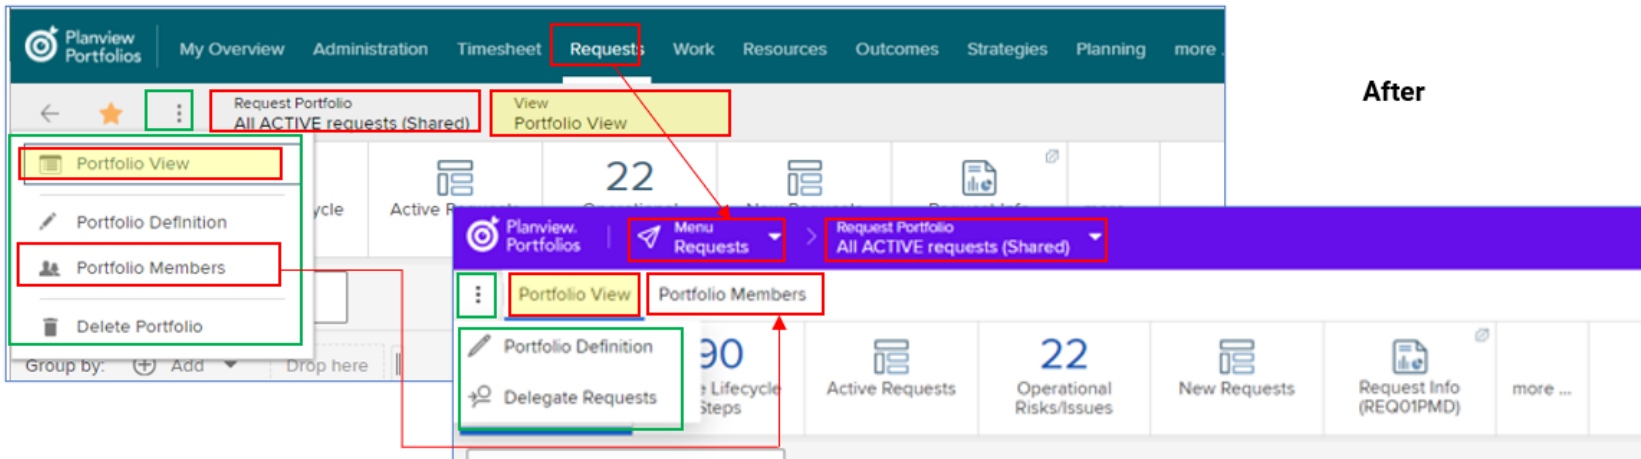 Planview
Portfolios
My Overview
Administration
Timesheet
Requests
Work
Resources
Outcomes
Strategies
Planning
more
After
Request Portfolio
All ACTIVE requests (Shared)
View
Portfolio View
Portfolio View
Portfolio Definition
Portfolio Members
Delete Portfolio
22
Active
Group by:
Add
Drop here
Planview.
Portfolios
Menu
Requests
Request Portfolio
All ACTIVE requests (Shared)
Portfolio View
Portfolio Members
Portfolio Definition
Delegate Requests
90
Lifecycle
Steps
Active Requests
22
Operational
Risks/Issues
New Requests
Request Info
(REQ01PMD)
more ...